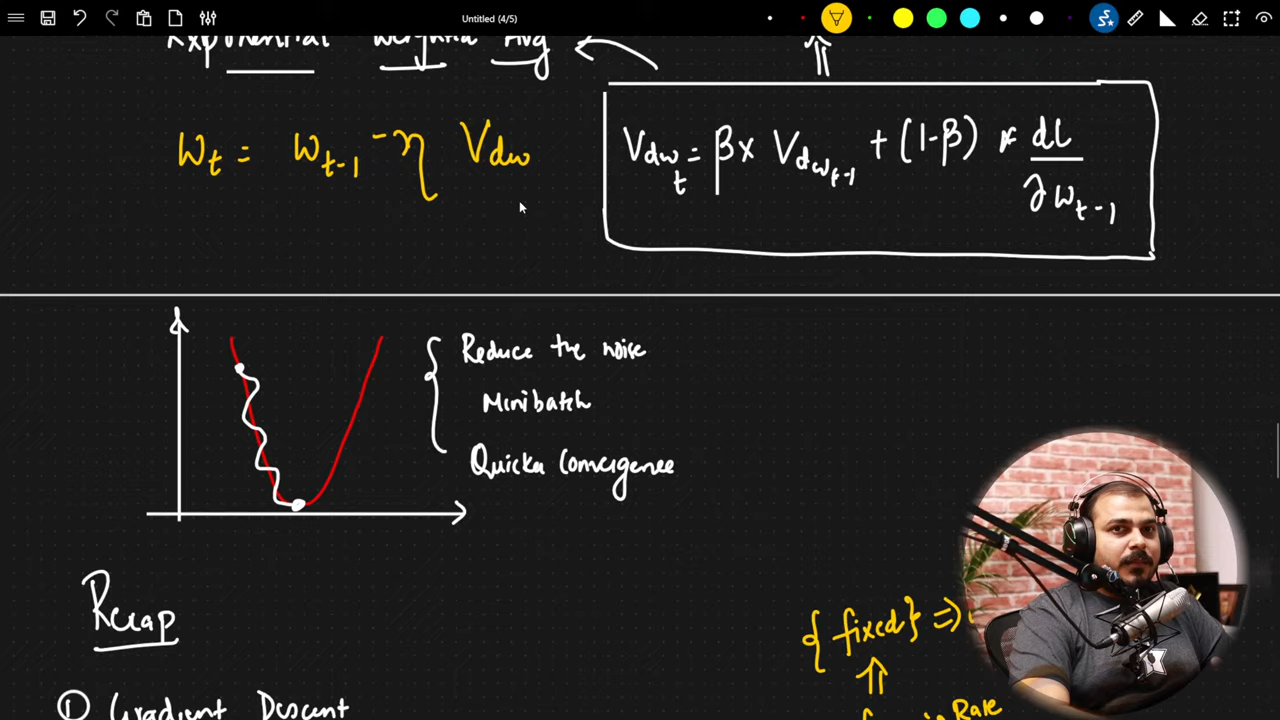 Untitled (4/5)
Exponential Weighted Avg
Wt = Wt-1 - η Vdw
Vdwt = β x Vdwt-1 + (1-β) * dL/∂Wt-1
Reduce the noise
Minibatch
Quicker Convergence
Recap
{fixed} =>
① Gradient Descent
Rate